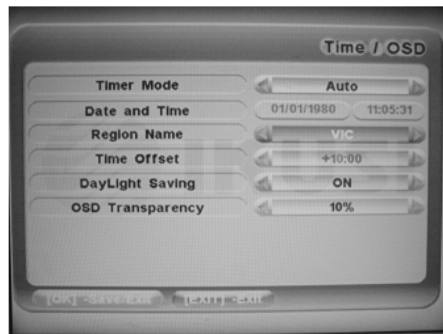 Time / OSD
Timer Mode Auto
Date and Time 01/01/1980 11:05:31
Region Name VIC
Time Offset +10:00
DayLight Saving ON
OSD Transparency 10%
[OK] -Save/Exit [EXIT] -Exit